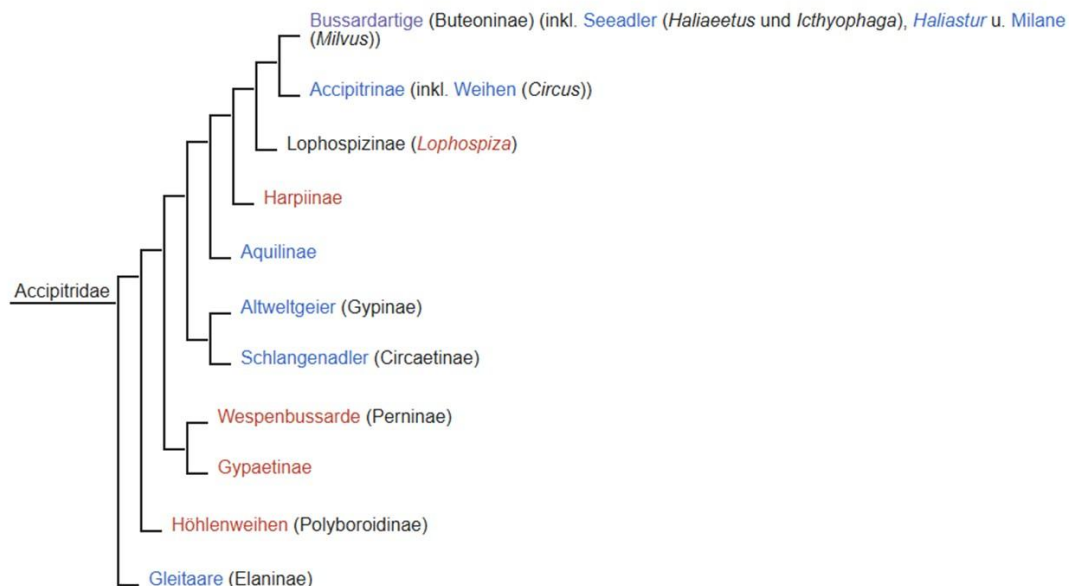 Bussardartige (Buteoninae) (inkl. Seeadler (Haliaeetus und Icthyophaga), Haliastur u. Milane
(Milvus))
Accipitrinae (inkl. Weihen (Circus))
Lophospizinae (Lophospiza)
Harpiinae
Aquilinae
Accipitridae
Altweltgeier (Gypinae)
Schlangenadler (Circaetinae)
Wespenbussarde (Perninae)
Gypaetinae
Höhlenweihen (Polyboroidinae)
Gleitaare (Elaninae)